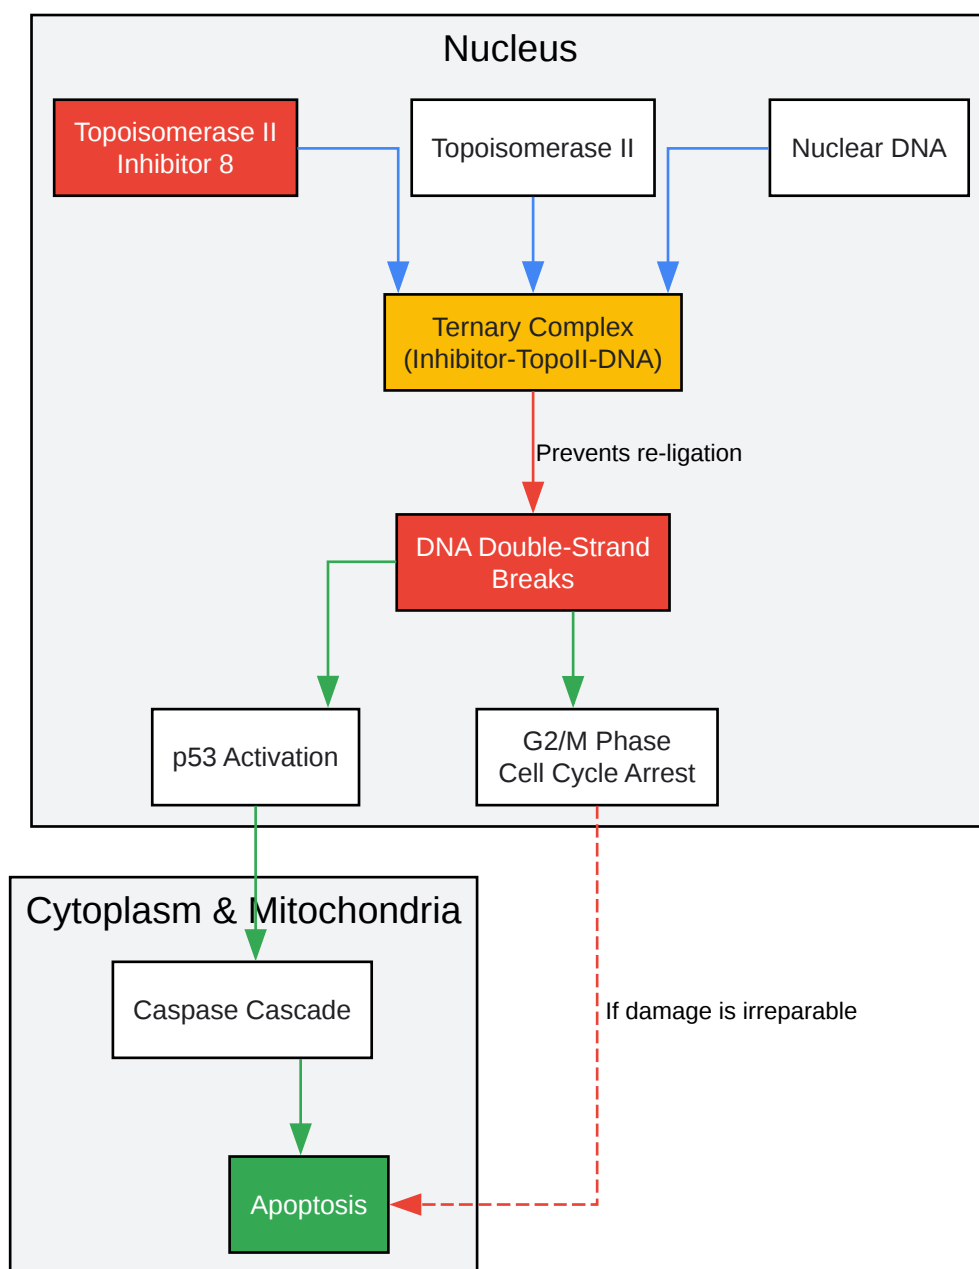 Nucleus
Topoisomerase II
Inhibitor 8
Topoisomerase II
Nuclear DNA
Ternary Complex
(Inhibitor-TopoII-DNA)
Prevents re-ligation
DNA Double-Strand
Breaks
p53 Activation
G2/M Phase
Cell Cycle Arrest
Cytoplasm & Mitochondria
Caspase Cascade
If damage is irreparable
Apoptosis